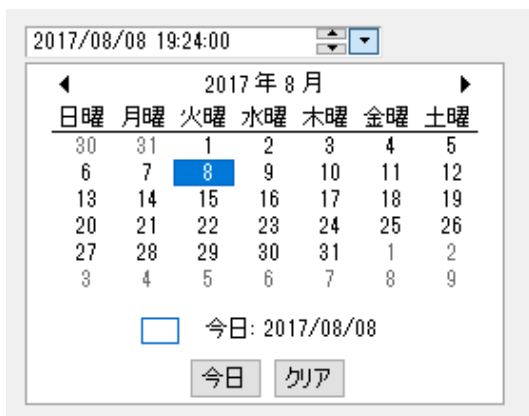 2017/08/08 19:24:00
2017 年 8 月
日曜 月曜 火曜 水曜 木曜 金曜 土曜
30 31 1 2 3 4 5
6 7 8 9 10 11 12
13 14 15 16 17 18 19
20 21 22 23 24 25 26
27 28 29 30 31 1 2
3 4 5 6 7 8 9
今日: 2017/08/08
今日 クリア